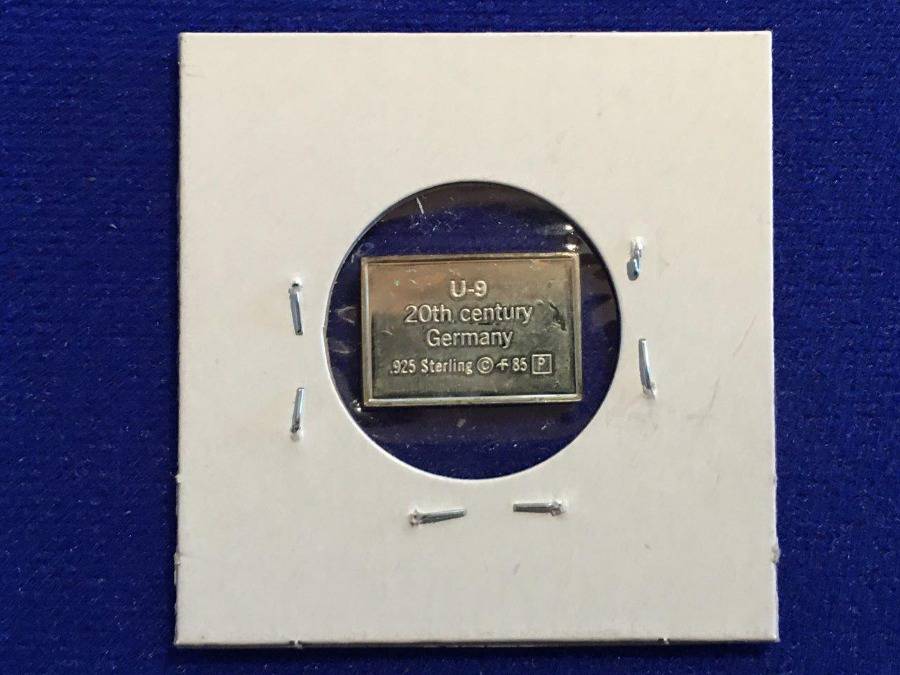 U-9
20th century
Germany
.925 Sterling © F 85 P